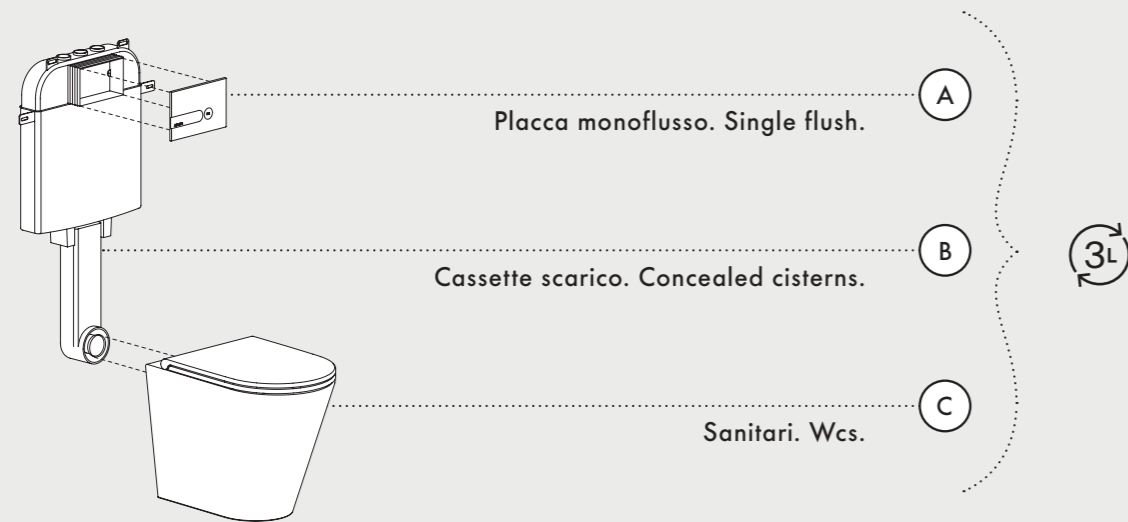 A
Placca monoflusso. Single flush.
B
Cassette scarico. Concealed cisterns.
3L
C
Sanitari. Wcs.